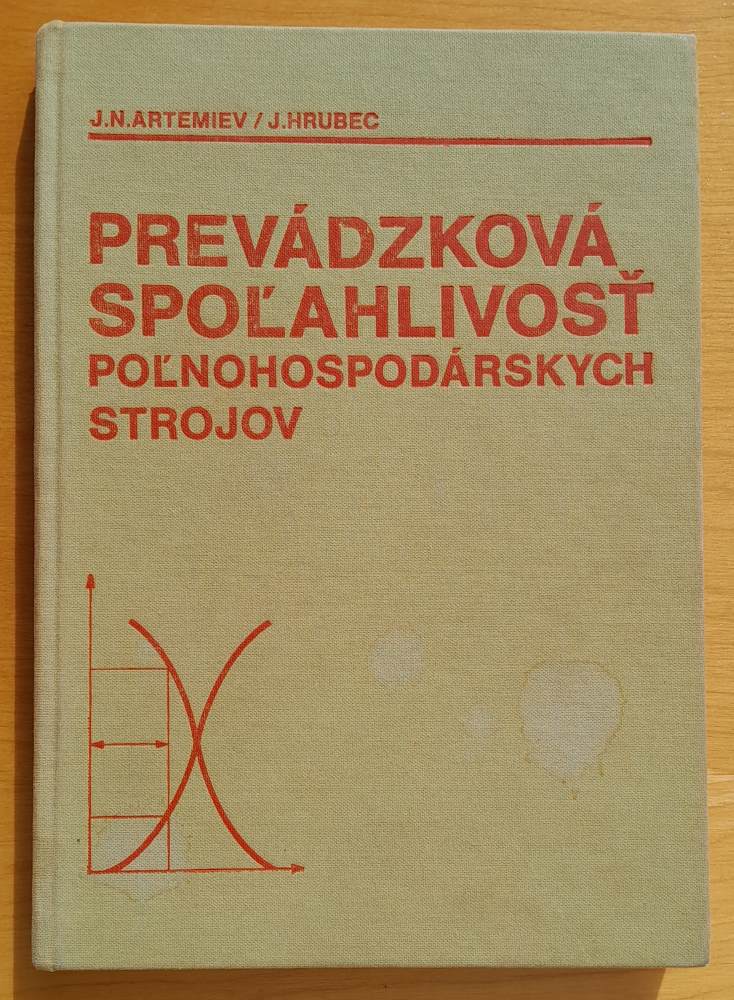 J.N.ARTEMIEV / J.HRUBEC
PREVÁDZKOVÁ
SPOĽAHLIVOSŤ
POĽNOHOSPODÁRSKYCH
STROJOV